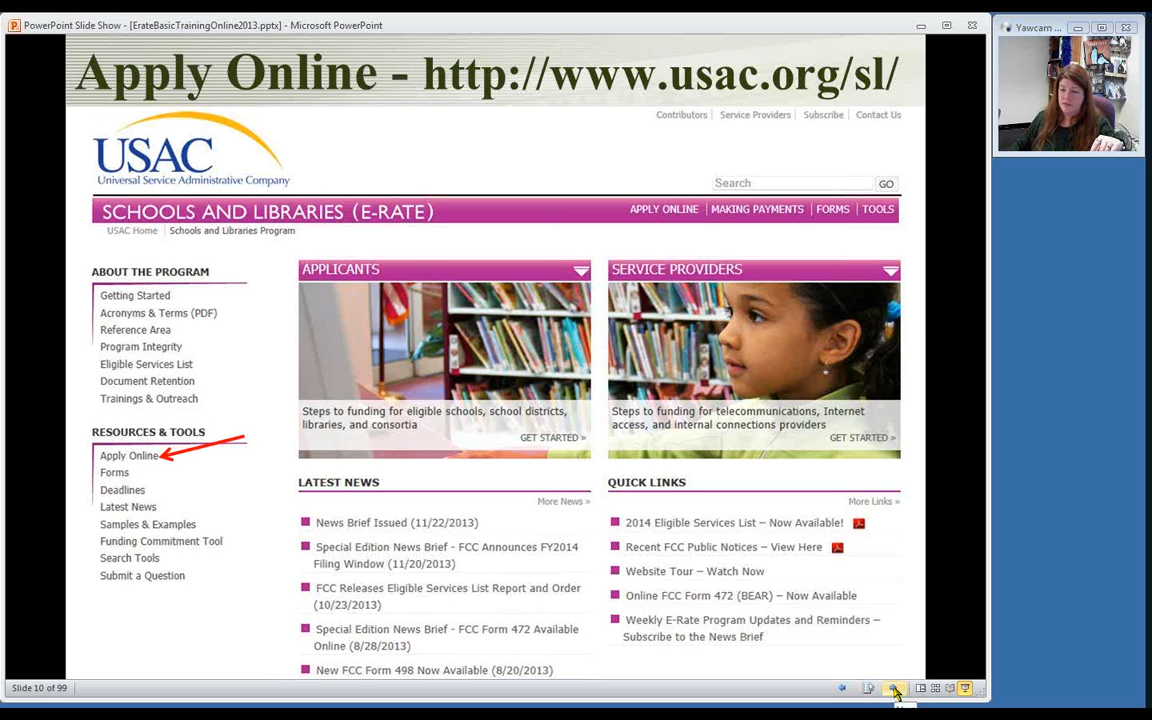 PowerPoint Slide Show - [ErateBasicTrainingOnline2013.pptx] - Microsoft PowerPoint
Yawcam ...
Apply Online - http://www.usac.org/sl/
Contributors | Service Providers | Subscribe | Contact Us
USAC
Universal Service Administrative Company
Search GO
SCHOOLS AND LIBRARIES (E-RATE)
APPLY ONLINE | MAKING PAYMENTS | FORMS | TOOLS
USAC Home | Schools and Libraries Program
ABOUT THE PROGRAM
Getting Started
Acronyms & Terms (PDF)
Reference Area
Program Integrity
Eligible Services List
Document Retention
Trainings & Outreach
RESOURCES & TOOLS
Apply Online
Forms
Deadlines
Latest News
Samples & Examples
Funding Commitment Tool
Search Tools
Submit a Question
APPLICANTS
Steps to funding for eligible schools, school districts,
libraries, and consortia
GET STARTED »
SERVICE PROVIDERS
Steps to funding for telecommunications, Internet
access, and internal connections providers
GET STARTED »
LATEST NEWS
More News »
News Brief Issued (11/22/2013)
Special Edition News Brief - FCC Announces FY2014
Filing Window (11/20/2013)
FCC Releases Eligible Services List Report and Order
(10/23/2013)
Special Edition News Brief - FCC Form 472 Available
Online (8/28/2013)
New FCC Form 498 Now Available (8/20/2013)
QUICK LINKS
More Links »
2014 Eligible Services List – Now Available!
Recent FCC Public Notices – View Here
Website Tour – Watch Now
Online FCC Form 472 (BEAR) – Now Available
Weekly E-Rate Program Updates and Reminders –
Subscribe to the News Brief
Slide 10 of 99